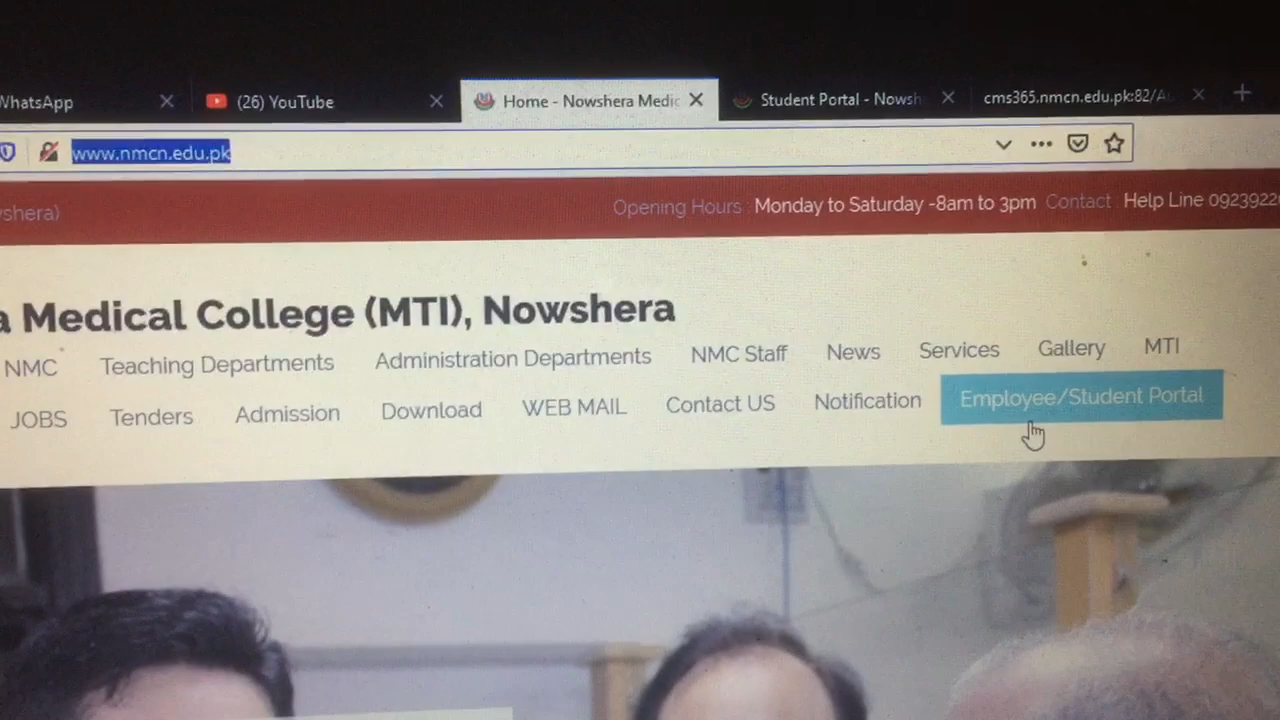 WhatsApp
(26) YouTube
Home - Nowshera Medic
Student Portal - Nowsh
cms365.nmcn.edu.pk:82/A
www.nmcn.edu.pk
wshera)
Opening Hours : Monday to Saturday -8am to 3pm Contact : Help Line 09239220
a Medical College (MTI), Nowshera
NMC Teaching Departments Administration Departments NMC Staff News Services Gallery MTI
JOBS Tenders Admission Download WEB MAIL Contact US Notification Employee/Student Portal